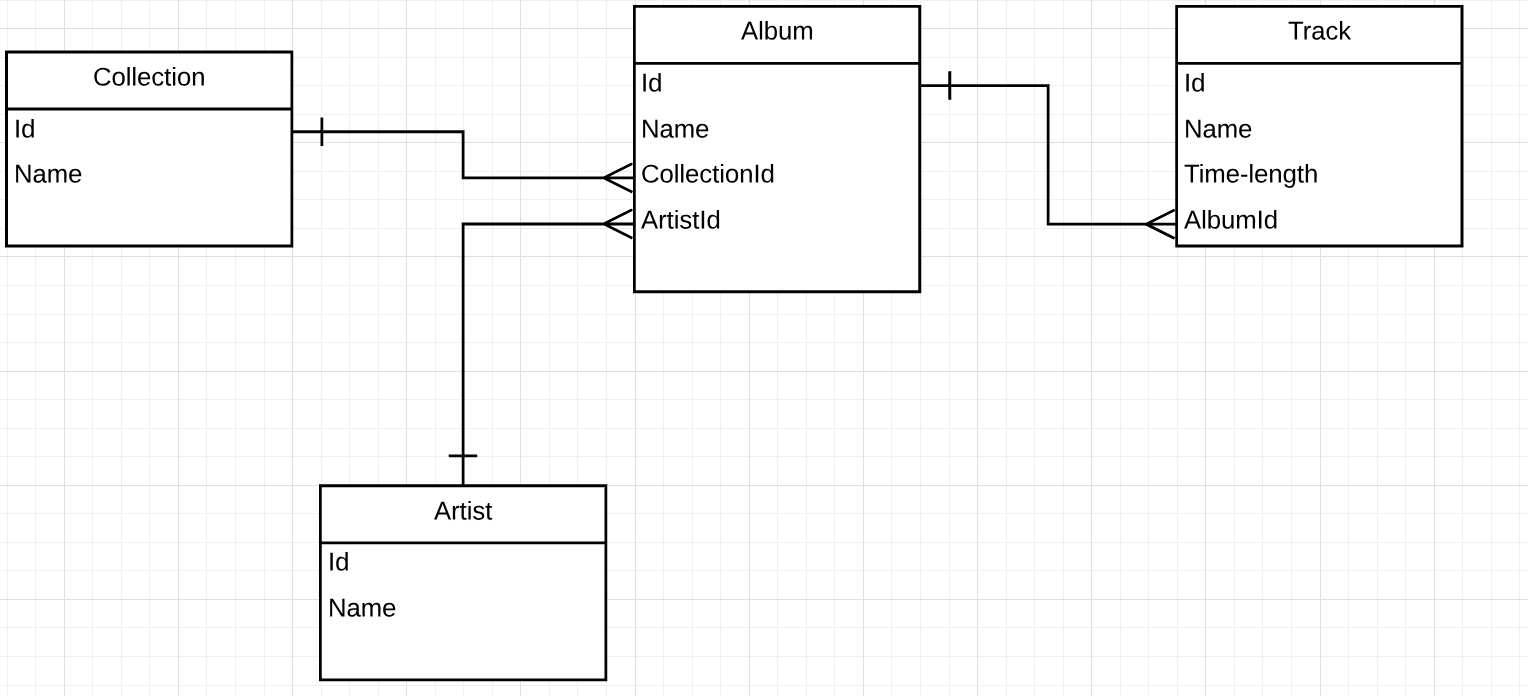 Collection
Id
Name
Album
Id
Name
CollectionId
ArtistId
Track
Id
Name
Time-length
AlbumId
Artist
Id
Name